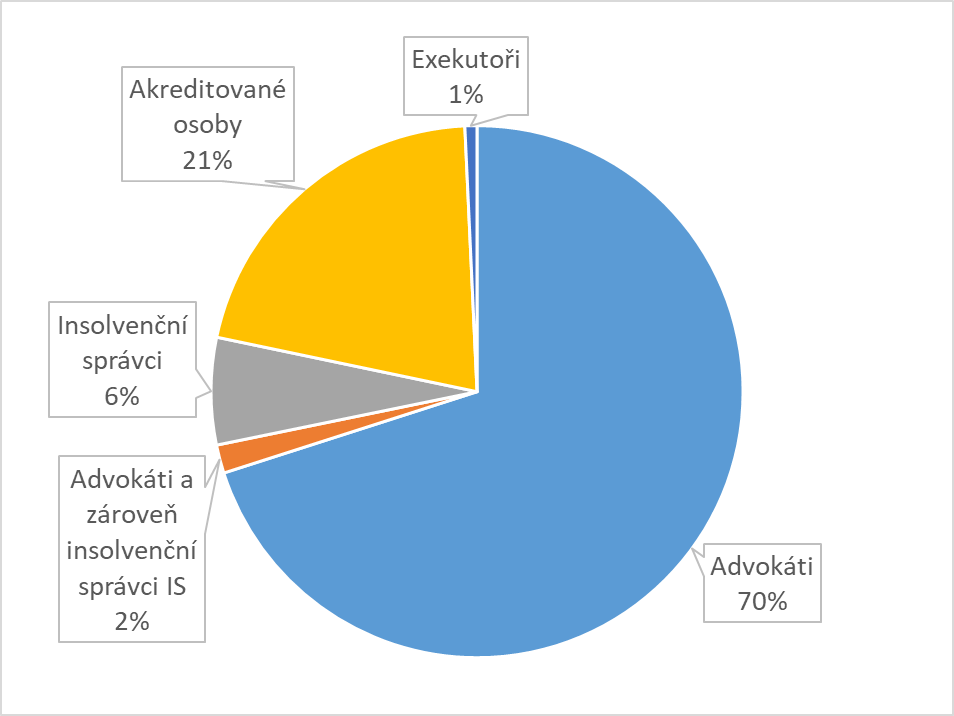 Exekutoři
1%
Akreditované
osoby
21%
Insolvenční
správci
6%
Advokáti a
zároveň
insolvenční
správci IS
2%
Advokáti
70%